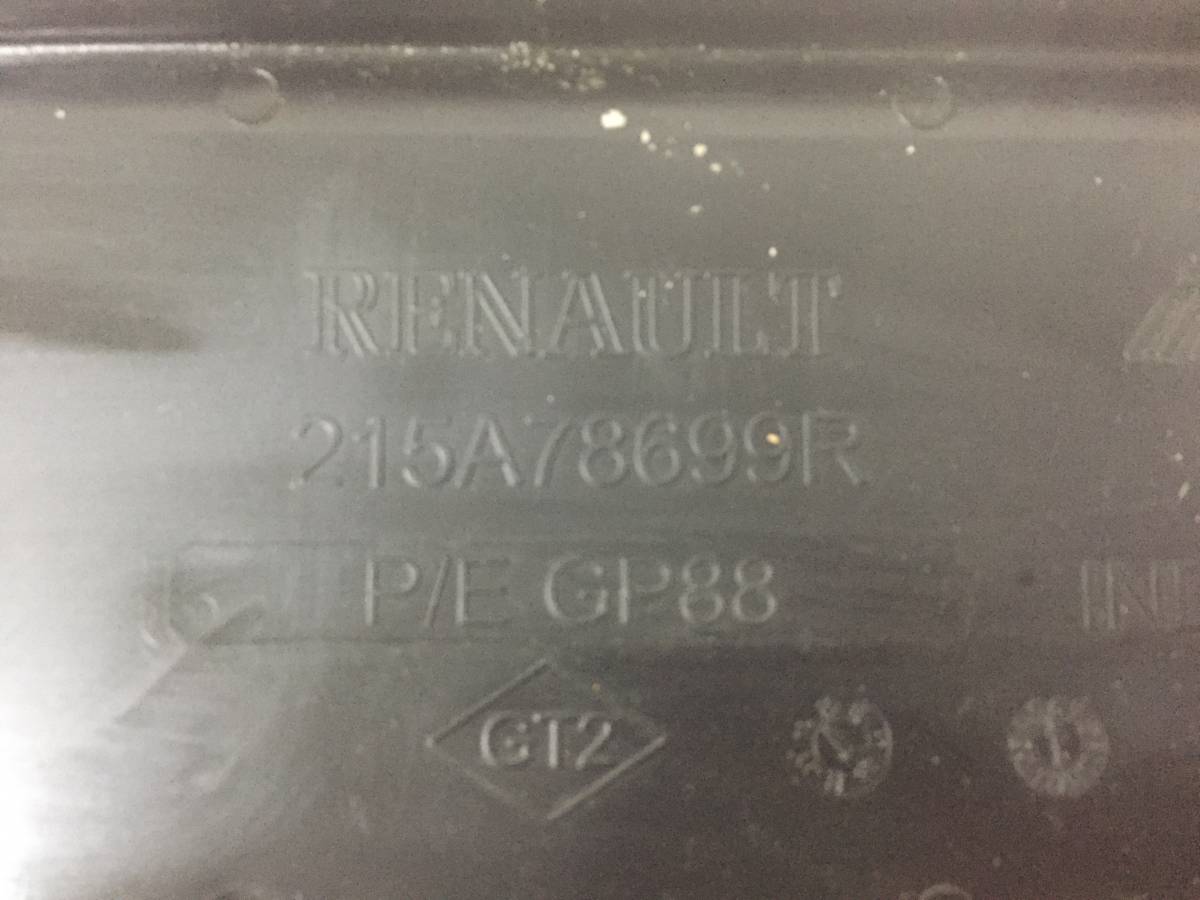 RENAULT
215A78699R
P/E GP88
GT2